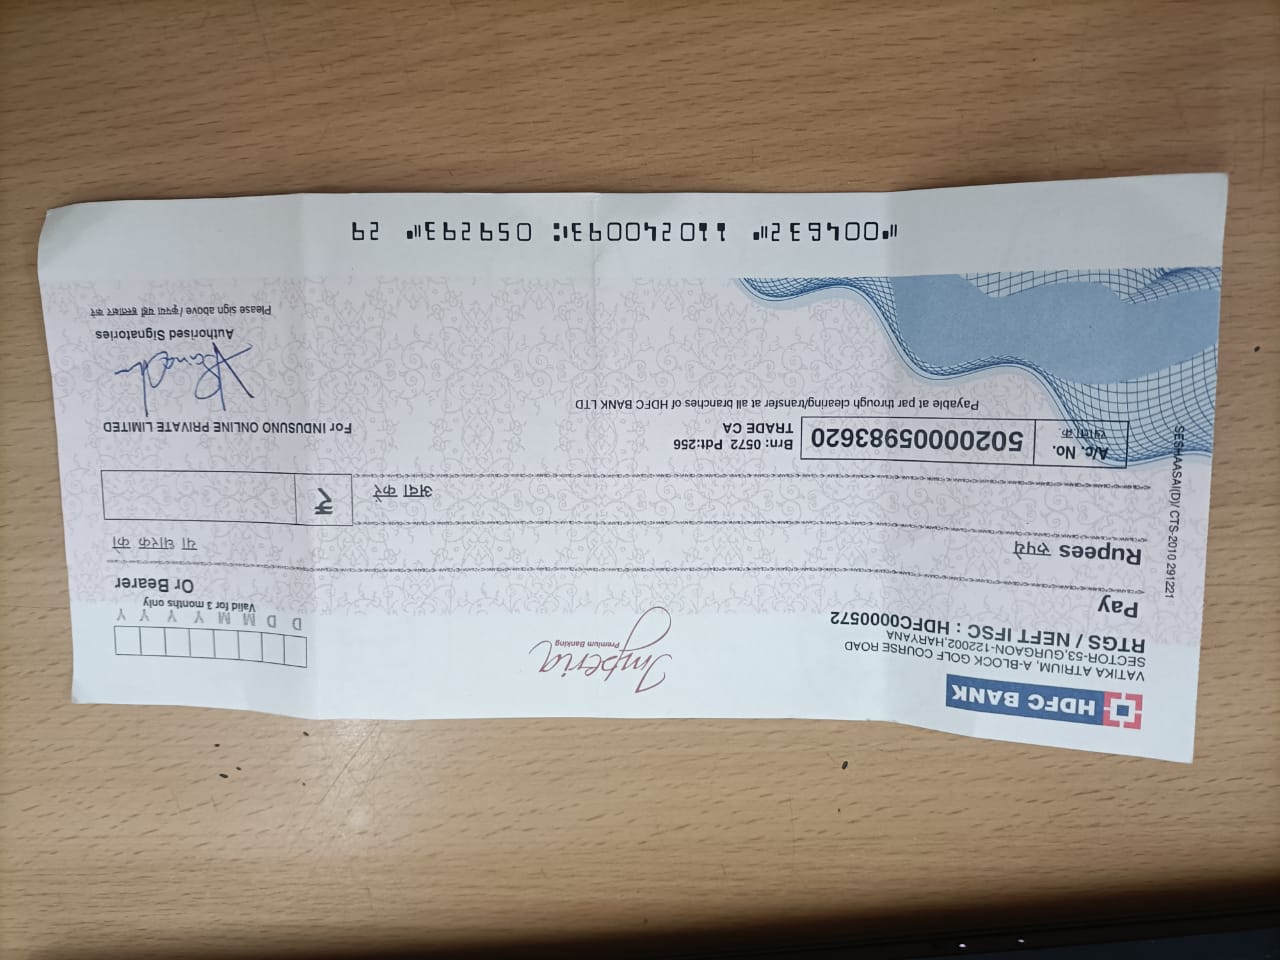 HDFC BANK
VATIKA ATRIUM, A-BLOCK GOLF COURSE ROAD
SECTOR-53,GURGAON-122002,HARYANA
RTGS / NEFT IFSC : HDFC0000572
Imperia
Premium Banking
D D M M Y Y Y Y
Valid for 3 months only
Pay
Or Bearer
या धारक को
Rupees रुपये
अदा करें
₹
A/c. No.
खाता क्र.
50200005983620
Brn: 0572 Pdt:256
TRADE CA
For INDUSUNO ONLINE PRIVATE LIMITED
Payable at par through clearing/transfer at all branches of HDFC BANK LTD
Authorised Signatories
Please sign above / कृपया यहाँ हस्ताक्षर करें
SESHAASAI(D)/ CTS-2010 291221
⑈004632⑈ 110240093⑆ 059293⑈ 29